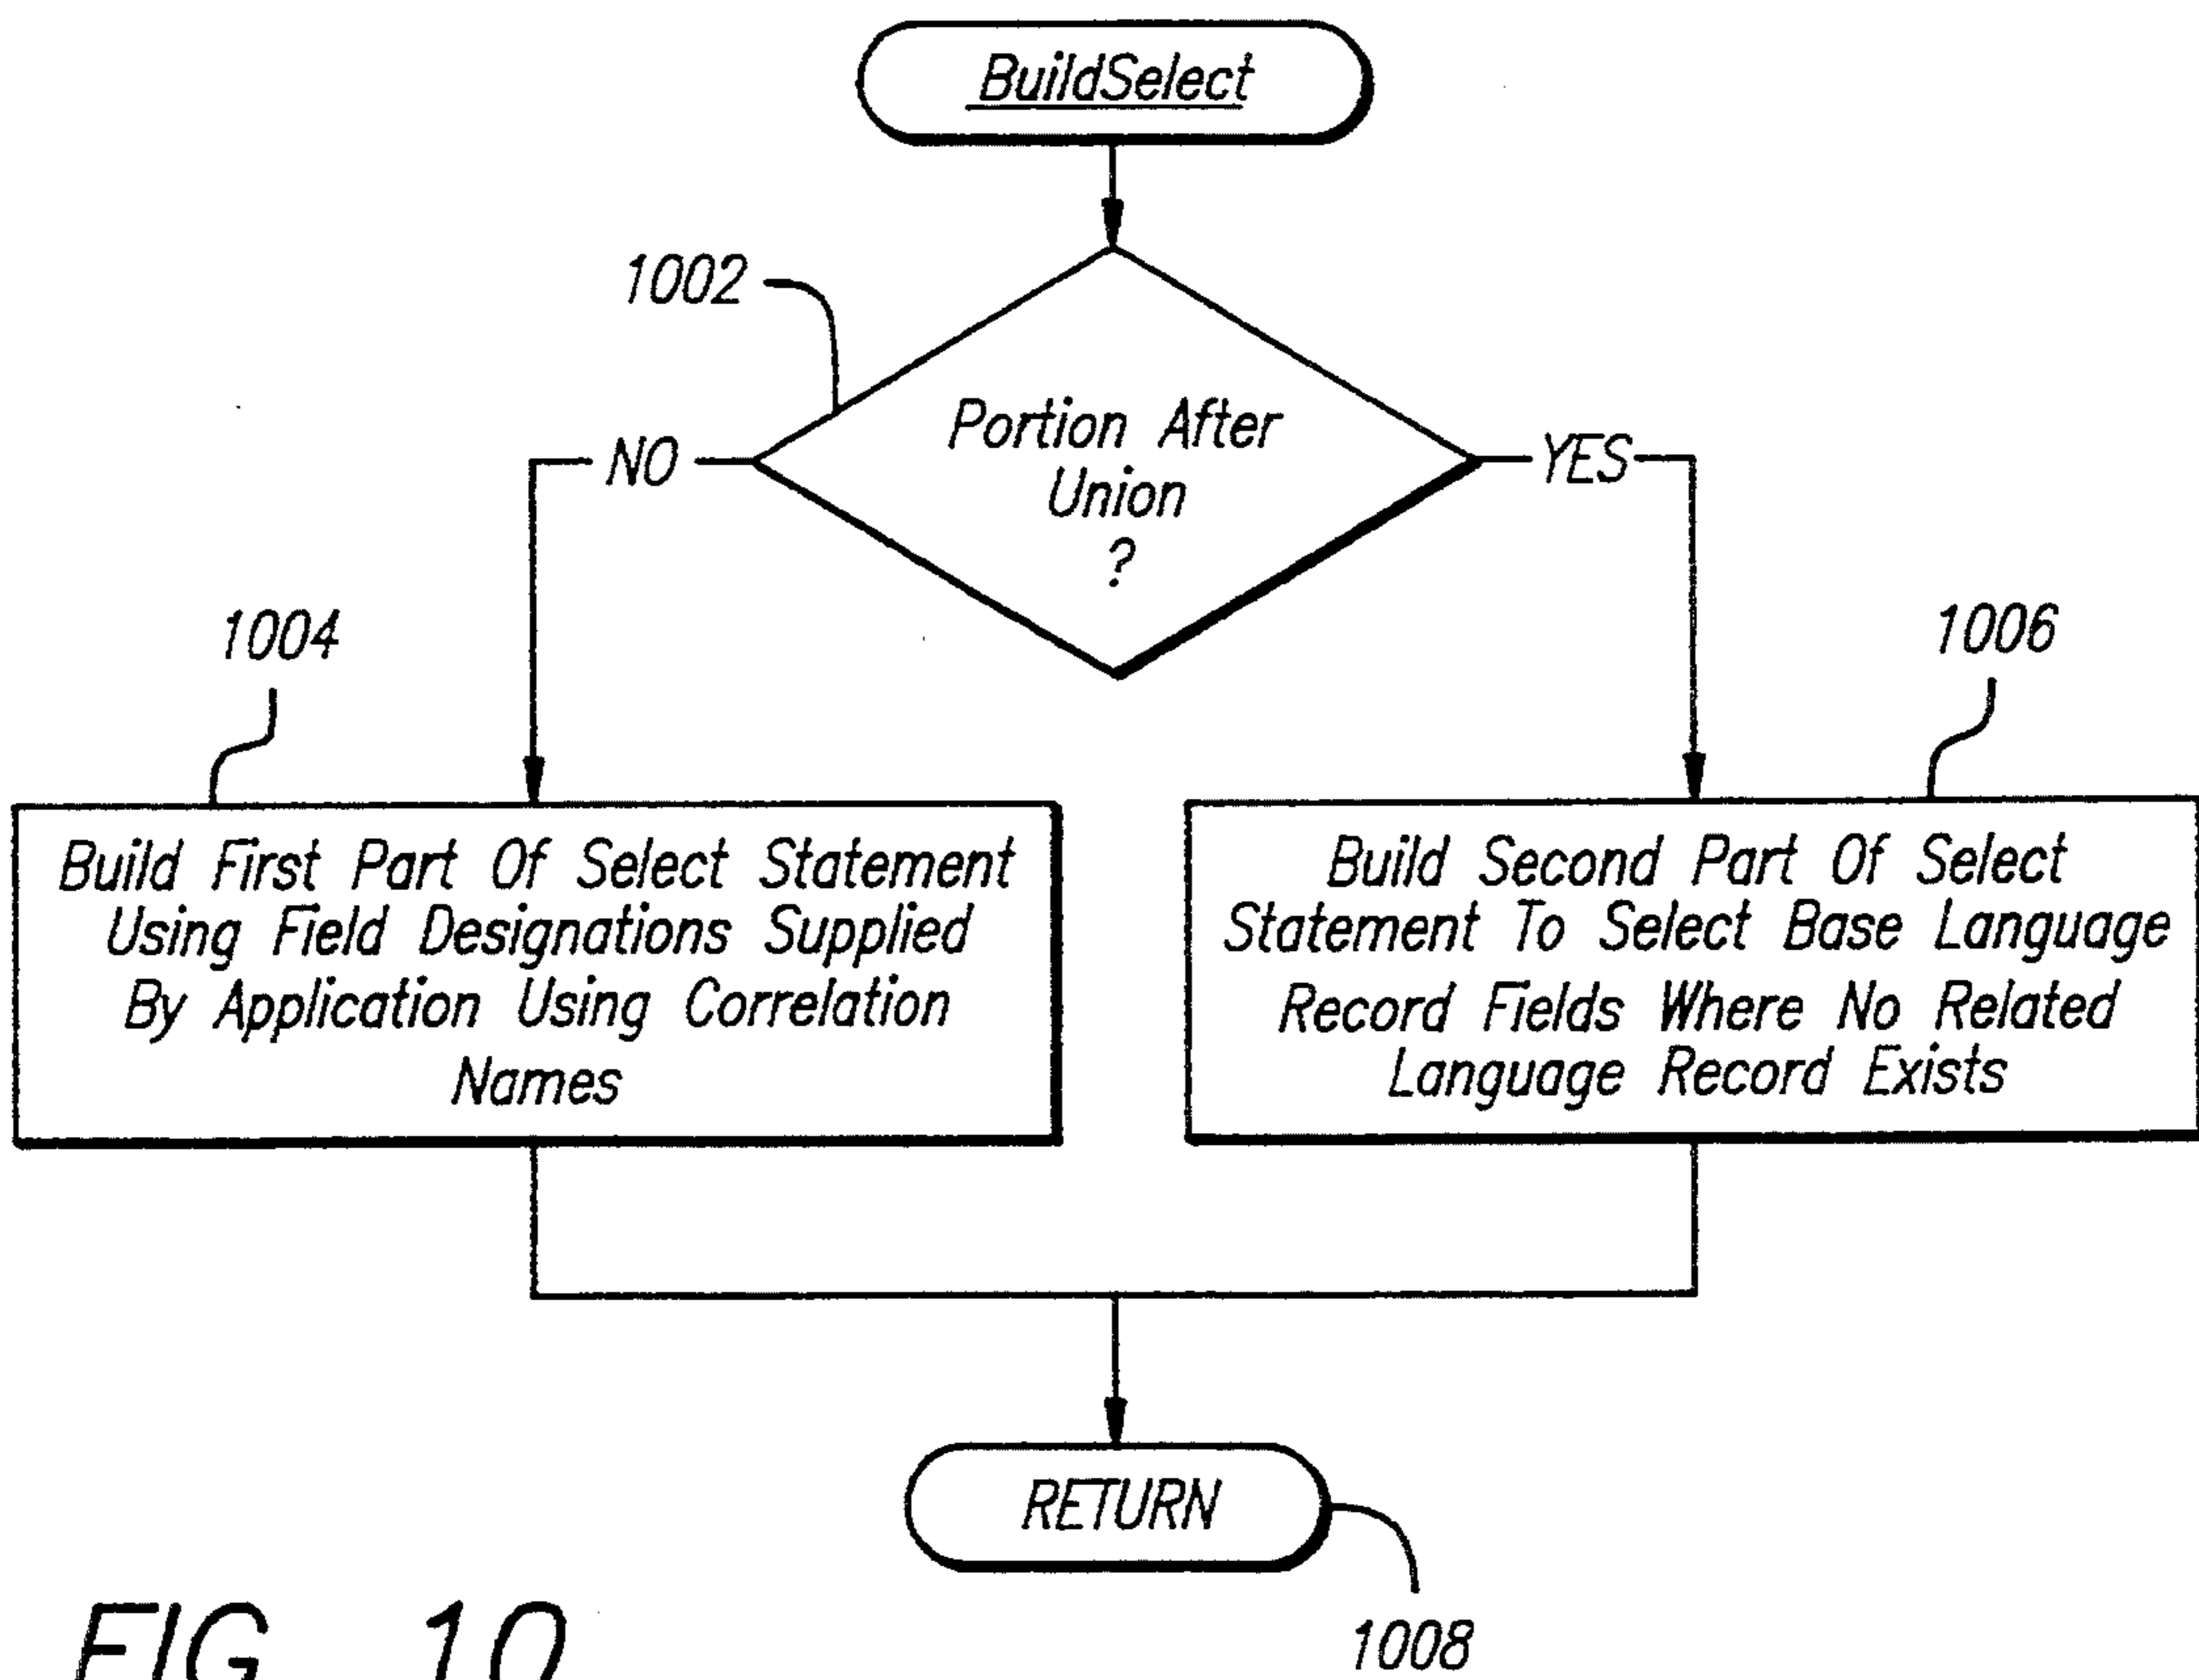 BuildSelect
1002
Portion After
Union
?
NO
YES
1004
1006
Build First Part Of Select Statement
Using Field Designations Supplied
By Application Using Correlation
Names
Build Second Part Of Select
Statement To Select Base Language
Record Fields Where No Related
Language Record Exists
RETURN
1008
FIG. 10